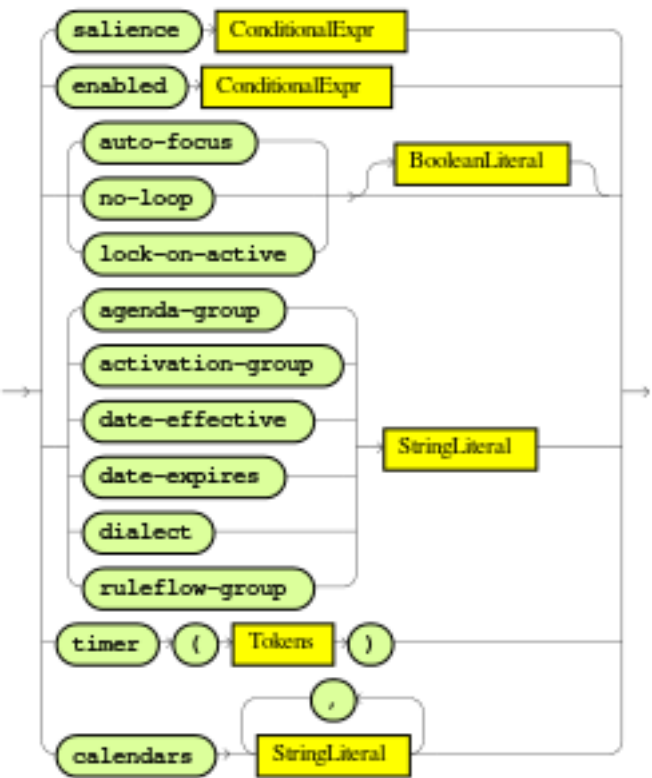 salience ConditionalExpr
enabled ConditionalExpr
auto-focus
BooleanLiteral
no-loop
lock-on-active
agenda-group
activation-group
date-effective
StringLiteral
date-expires
dialect
ruleflow-group
timer ( Tokens )
,
calendars StringLiteral